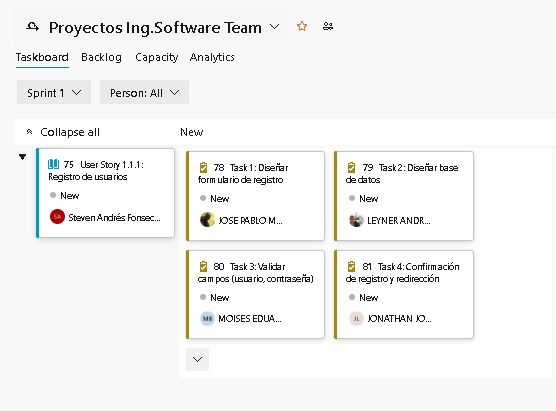 Proyectos Ing.Software Team
Taskboard Backlog Capacity Analytics
Sprint 1 Person: All
Collapse all New
75 User Story 1.1.1:
Registro de usuarios
New
SA Steven Andrés Fonsec...
78 Task 1: Diseñar
formulario de registro
New
JOSE PABLO M...
79 Task 2: Diseñar base
de datos
New
LEYNER ANDR...
80 Task 3: Validar
campos (usuario, contraseña)
New
ME MOISES EDUA...
81 Task 4: Confirmación
de registro y redirección
New
JL JONATHAN JO...